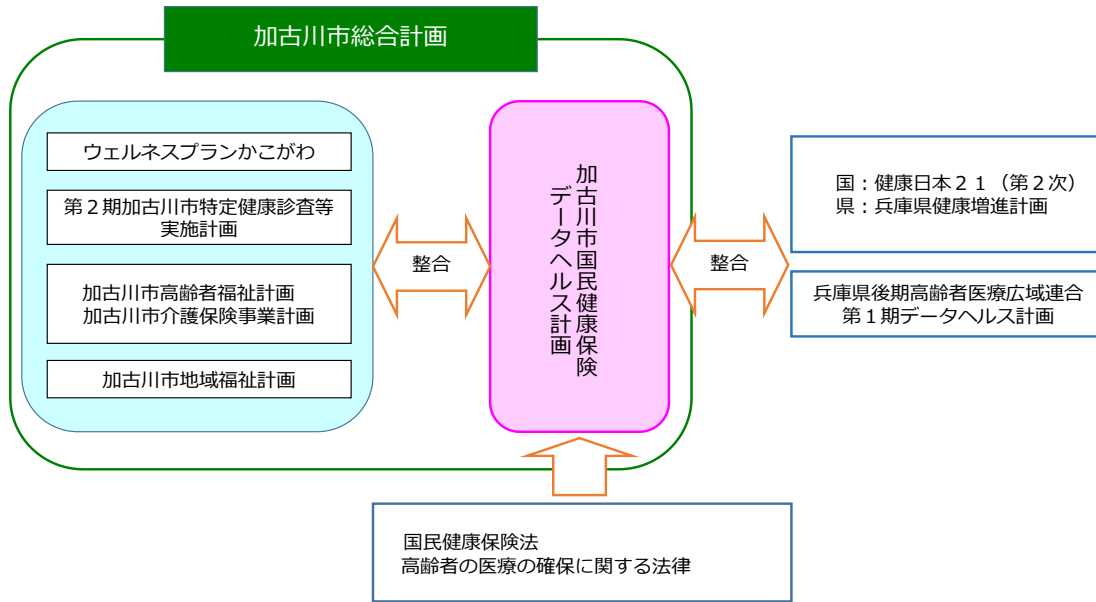 加古川市総合計画
ウェルネスプランかこがわ
第２期加古川市特定健康診査等
実施計画
加古川市高齢者福祉計画
加古川市介護保険事業計画
加古川市地域福祉計画
整合
加古川市国民健康保険
データヘルス計画
整合
国：健康日本２１（第２次）
県：兵庫県健康増進計画
兵庫県後期高齢者医療広域連合
第１期データヘルス計画
国民健康保険法
高齢者の医療の確保に関する法律